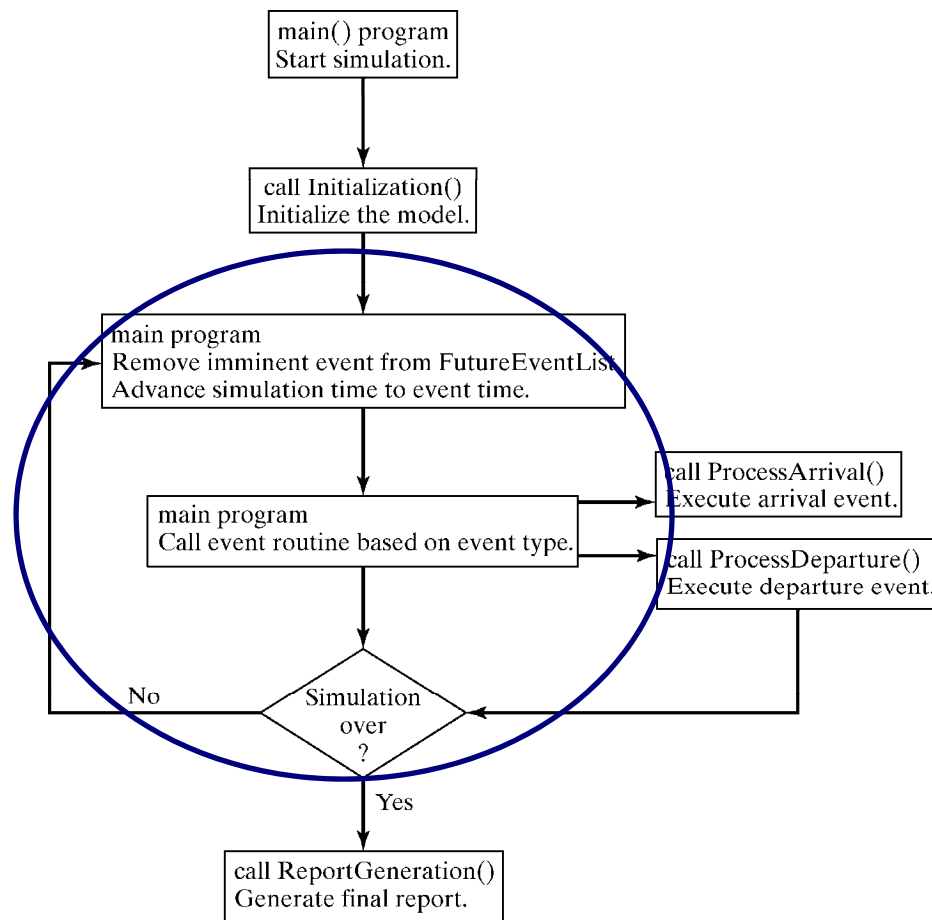 main() program
Start simulation.
call Initialization()
Initialize the model.
main program
Remove imminent event from FutureEventList
Advance simulation time to event time.
main program
Call event routine based on event type.
call ProcessArrival()
Execute arrival event.
call ProcessDeparture()
Execute departure event.
Simulation
over
?
No
Yes
call ReportGeneration()
Generate final report.